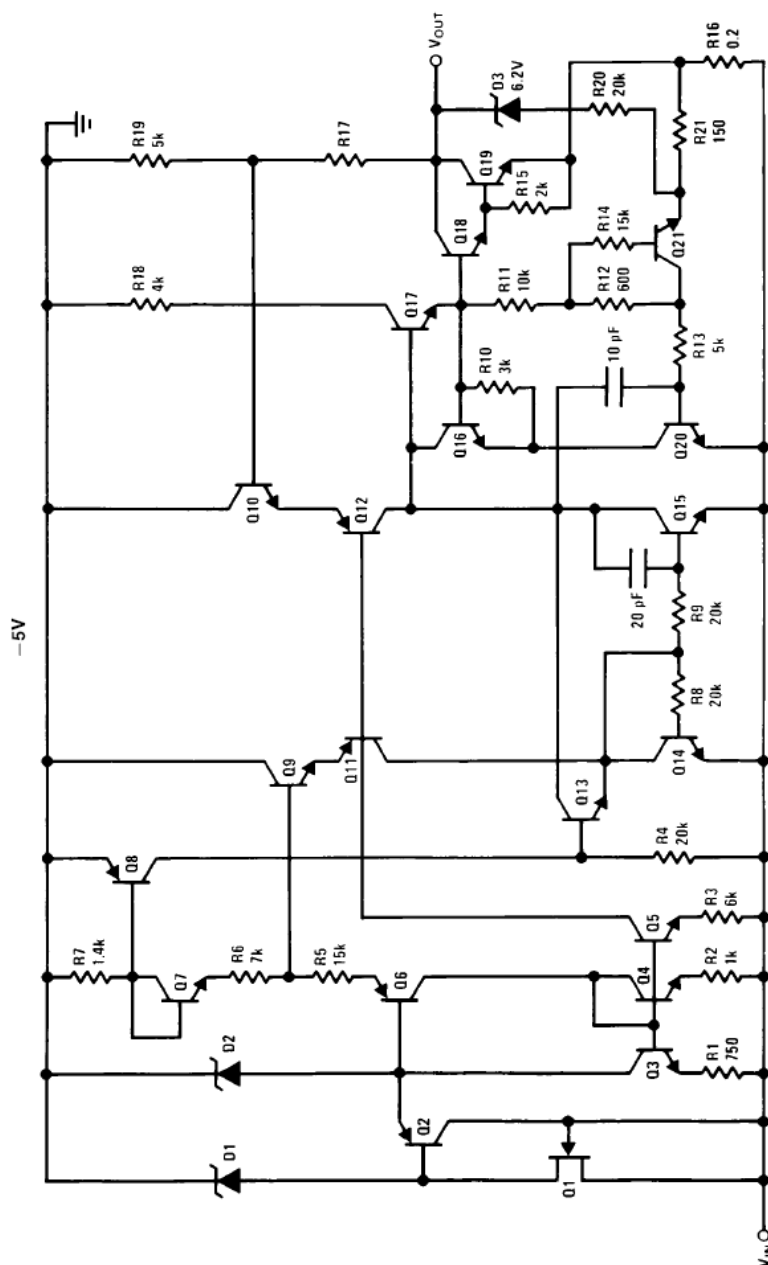 −5V
R7
1.4k
Q8
Q7
R6
7k
R5
15k
D2
D1
Q6
Q2
Q1
Q3
Q4
Q5
R1
750
R2
1k
R3
6k
R4
20k
Q9
Q11
Q13
Q14
R8
20k
R9
20k
20 pF
Q15
Q10
Q12
R19
5k
R17
R18
4k
Q17
Q16
R10
3k
R11
10k
R12
600
R13
5k
10 pF
Q20
R14
15k
Q21
Q18
Q19
R15
2k
VOUT
D3
6.2V
R20
20k
R21
150
R16
0.2
VIN